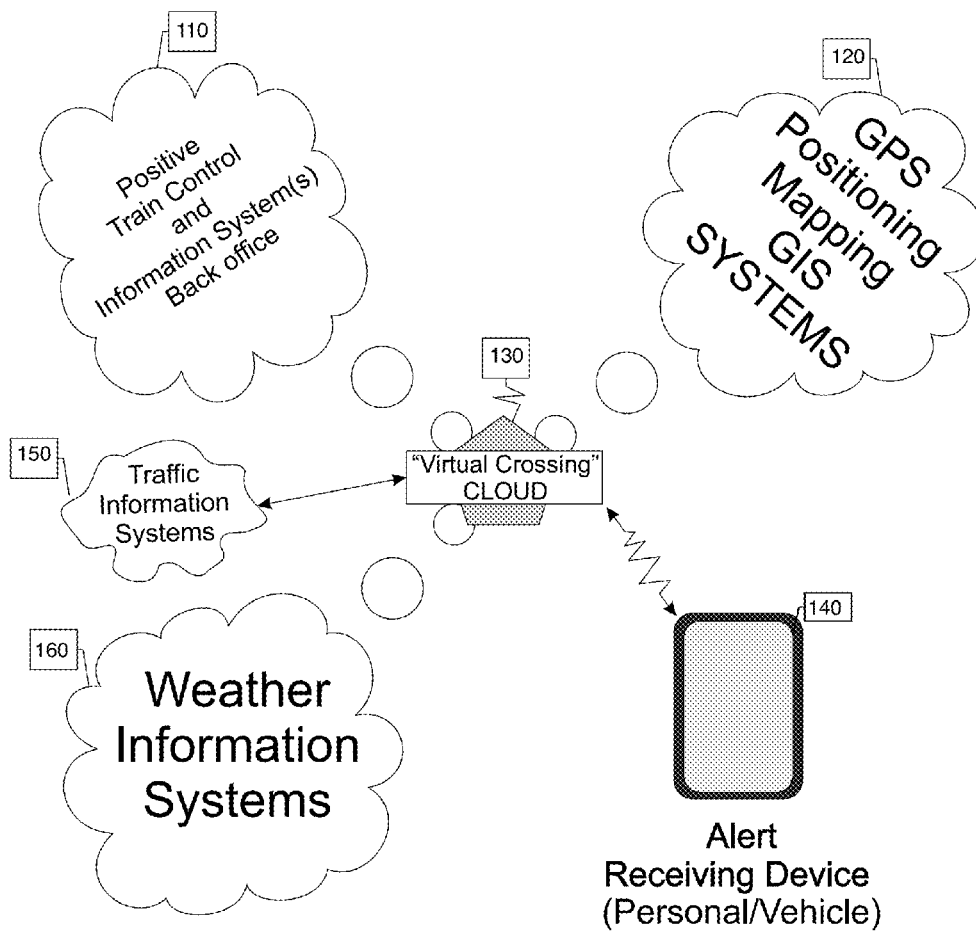 110
Positive
Train Control
and
Information System(s)
Back office
120
GPS
Positioning
Mapping
GIS
SYSTEMS
130
"Virtual Crossing"
CLOUD
150
Traffic
Information
Systems
160
Weather
Information
Systems
140
Alert
Receiving Device
(Personal/Vehicle)